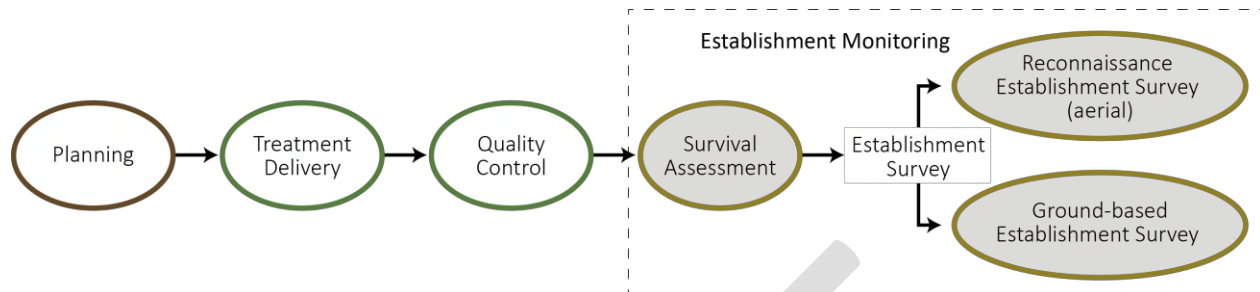 Establishment Monitoring
Planning
Treatment
Delivery
Quality
Control
Survival
Assessment
Establishment
Survey
Reconnaissance
Establishment Survey
(aerial)
Ground-based
Establishment Survey